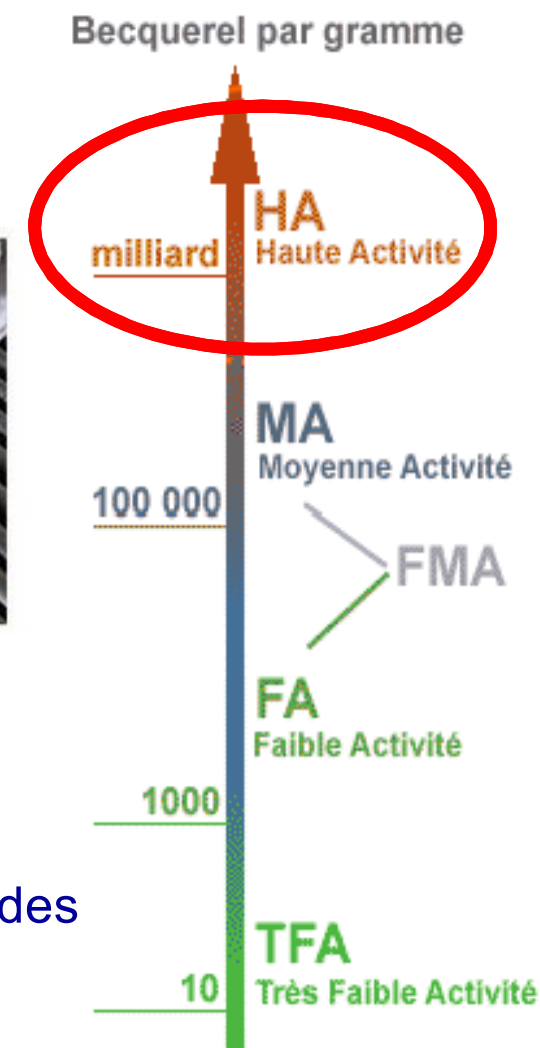 Becquerel par gramme
HA
milliard
Haute Activité
MA
Moyenne Activité
100 000
FMA
FA
Faible Activité
1000
des
TFA
10
Très Faible Activité